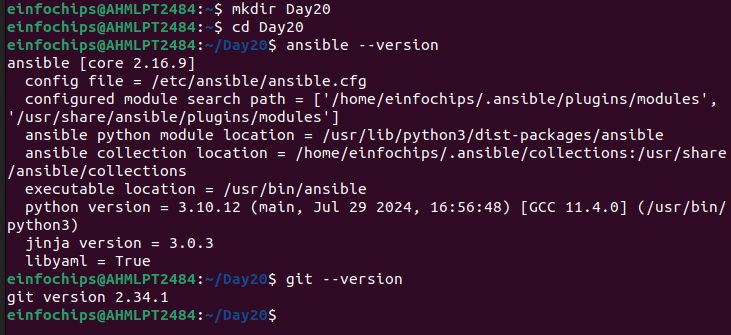 einfochips@AHMLPT2484:~$ mkdir Day20
einfochips@AHMLPT2484:~$ cd Day20
einfochips@AHMLPT2484:~/Day20$ ansible --version
ansible [core 2.16.9]
  config file = /etc/ansible/ansible.cfg
  configured module search path = ['/home/einfochips/.ansible/plugins/modules',
'/usr/share/ansible/plugins/modules']
  ansible python module location = /usr/lib/python3/dist-packages/ansible
  ansible collection location = /home/einfochips/.ansible/collections:/usr/share
/ansible/collections
  executable location = /usr/bin/ansible
  python version = 3.10.12 (main, Jul 29 2024, 16:56:48) [GCC 11.4.0] (/usr/bin/
python3)
  jinja version = 3.0.3
  libyaml = True
einfochips@AHMLPT2484:~/Day20$ git --version
git version 2.34.1
einfochips@AHMLPT2484:~/Day20$